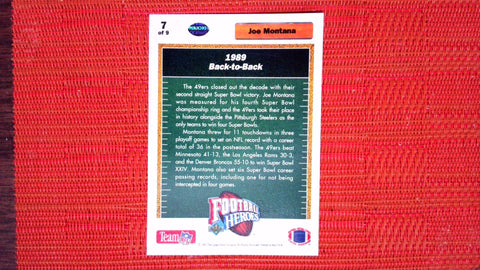 7
of 9
Joe Montana
1989
Back-to-Back
The 49ers closed out the decade with their
second straight Super Bowl victory. Joe Montana
was measured for his fourth Super Bowl
championship ring and the 49ers took their place
in history alongside the Pittsburgh Steelers as the
only teams to win four Super Bowls.
Montana threw for 11 touchdowns in three
playoff games to set an NFL record with a career
total of 36 in the postseason. The 49ers beat
Minnesota 41-13, the Los Angeles Rams 30-3,
and the Denver Broncos 55-10 to win Super Bowl
XXIV. Montana also set six Super Bowl career
passing records, including one for not being
intercepted in four games.
FOOTBALL
HEROES
Team NFL